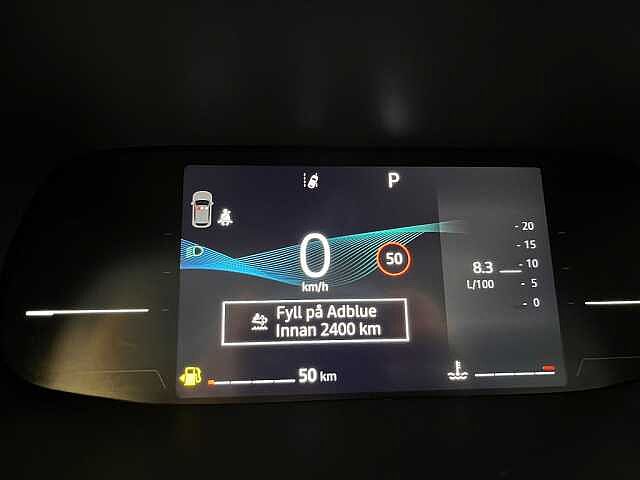 P
0
km/h
50
Fyll på Adblue
Innan 2400 km
50 km
8.3
L/100
- 20
- 15
- 10
- 5
- 0